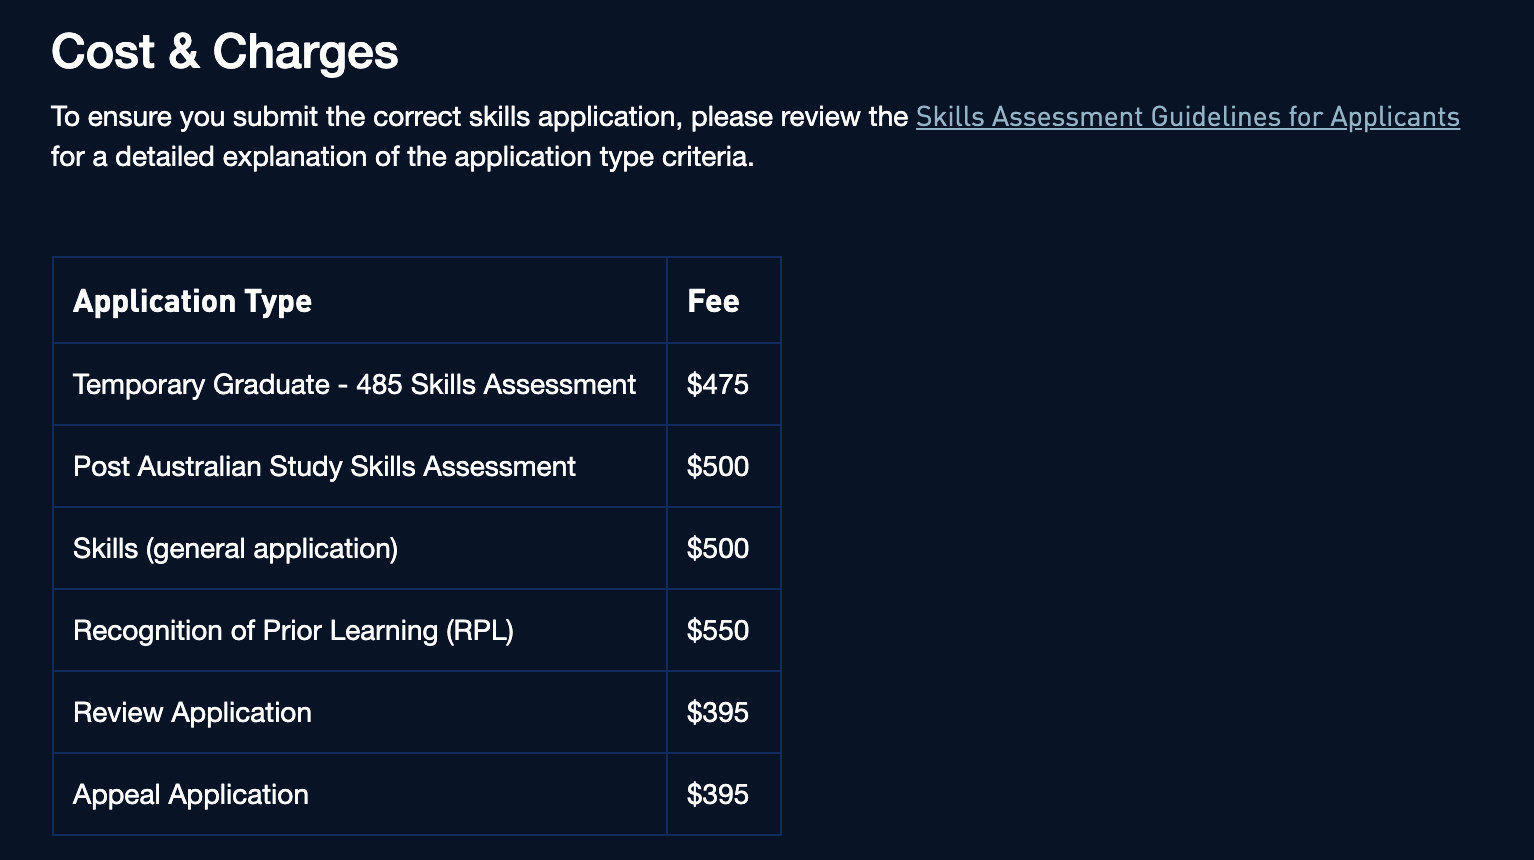 Cost & Charges
To ensure you submit the correct skills application, please review the Skills Assessment Guidelines for Applicants
for a detailed explanation of the application type criteria.
Application Type Fee
Temporary Graduate - 485 Skills Assessment $475
Post Australian Study Skills Assessment $500
Skills (general application) $500
Recognition of Prior Learning (RPL) $550
Review Application $395
Appeal Application $395